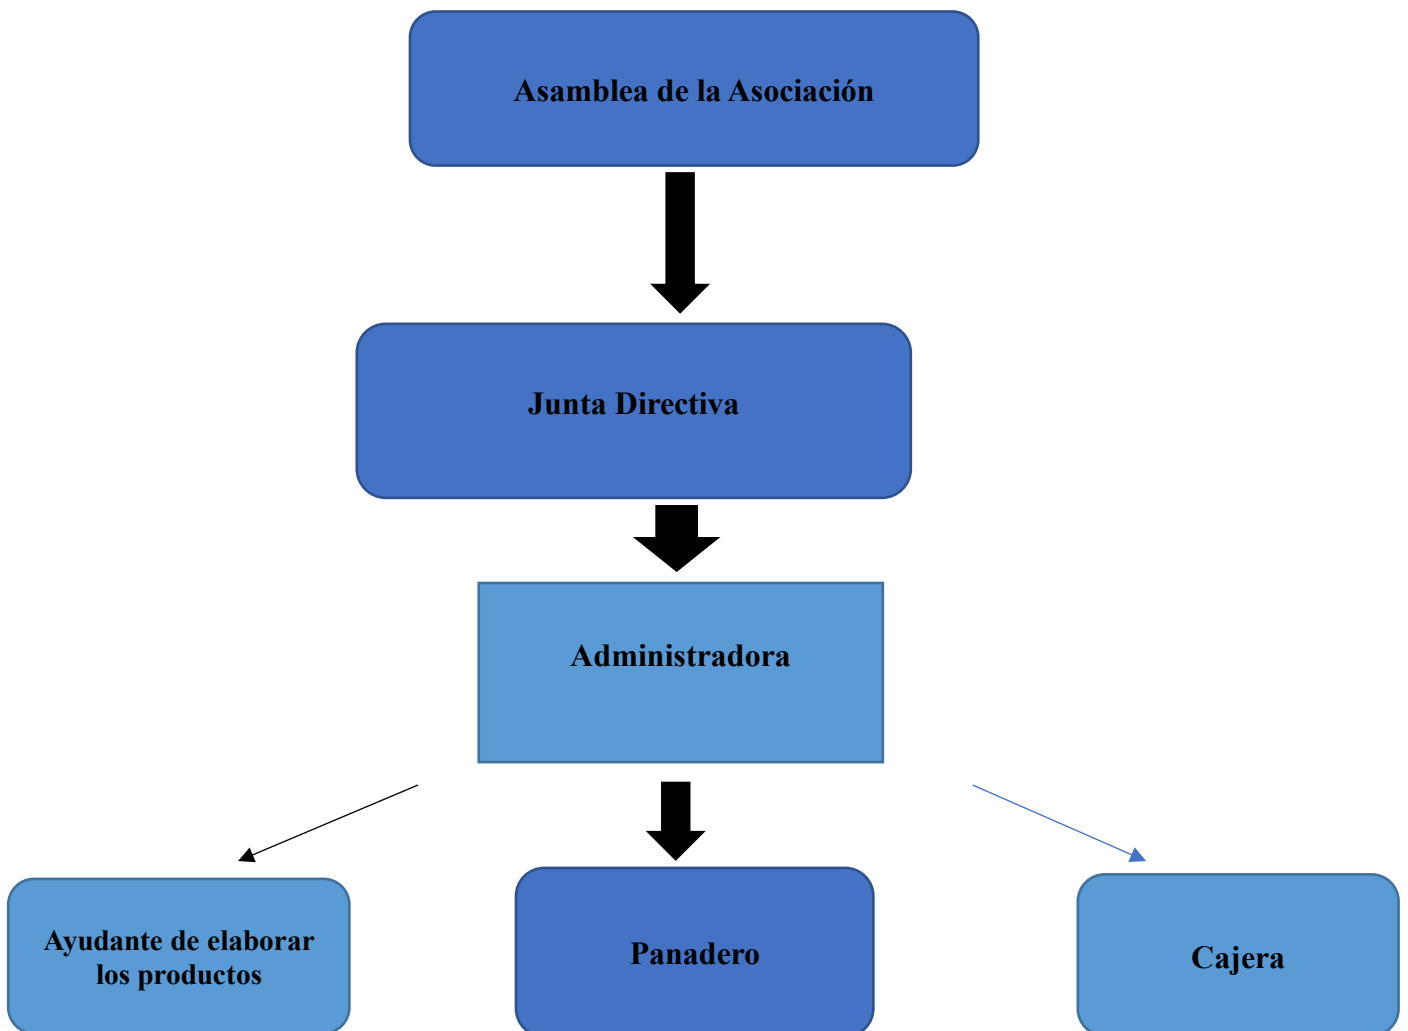 Asamblea de la Asociación
Junta Directiva
Administradora
Ayudante de elaborar
los productos
Panadero
Cajera